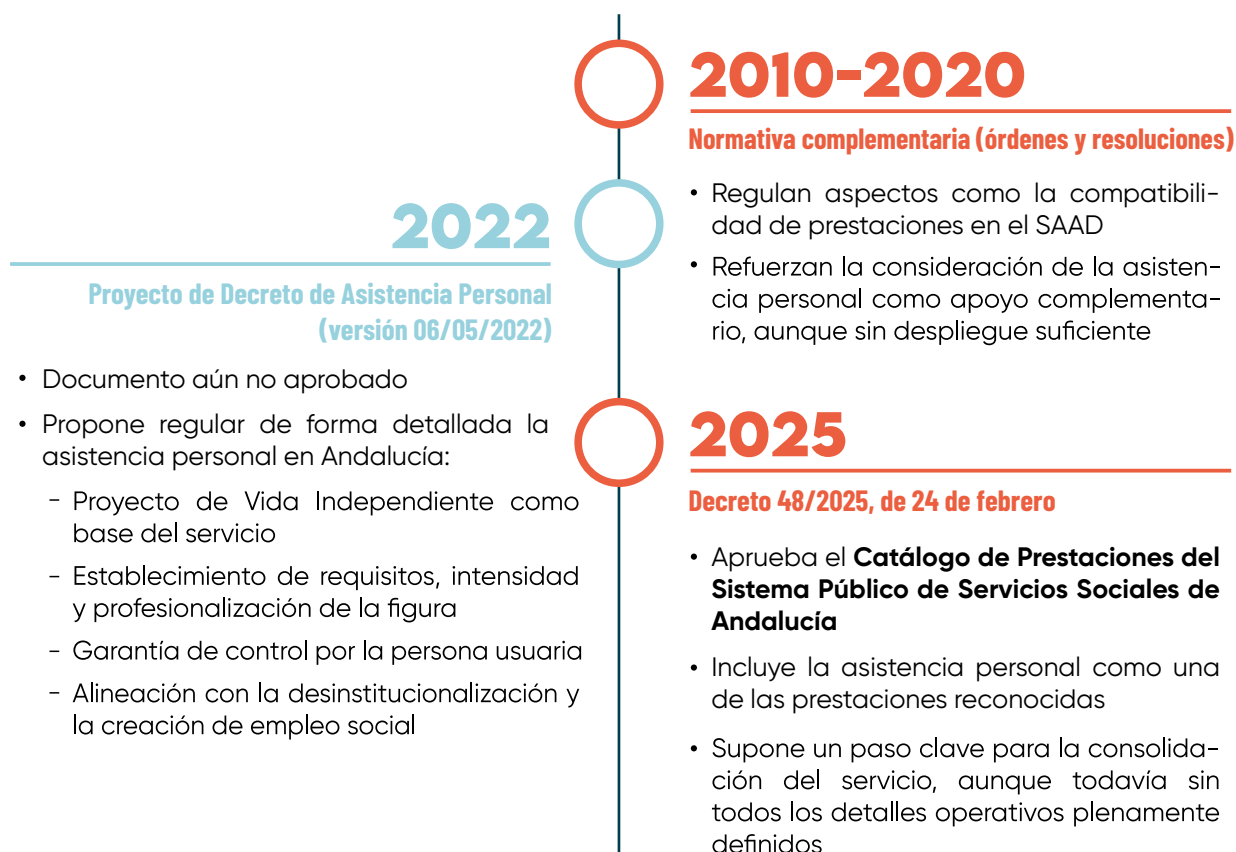 2010-2020
Normativa complementaria (órdenes y resoluciones)
• Regulan aspectos como la compatibili-
dad de prestaciones en el SAAD
• Refuerzan la consideración de la asisten-
cia personal como apoyo complementa-
rio, aunque sin despliegue suficiente
2022
Proyecto de Decreto de Asistencia Personal
(versión 06/05/2022)
• Documento aún no aprobado
• Propone regular de forma detallada la
asistencia personal en Andalucía:
- Proyecto de Vida Independiente como
base del servicio
- Establecimiento de requisitos, intensidad
y profesionalización de la figura
- Garantía de control por la persona usuaria
- Alineación con la desinstitucionalización y
la creación de empleo social
2025
Decreto 48/2025, de 24 de febrero
• Aprueba el Catálogo de Prestaciones del
Sistema Público de Servicios Sociales de
Andalucía
• Incluye la asistencia personal como una
de las prestaciones reconocidas
• Supone un paso clave para la consolida-
ción del servicio, aunque todavía sin
todos los detalles operativos plenamente
definidos